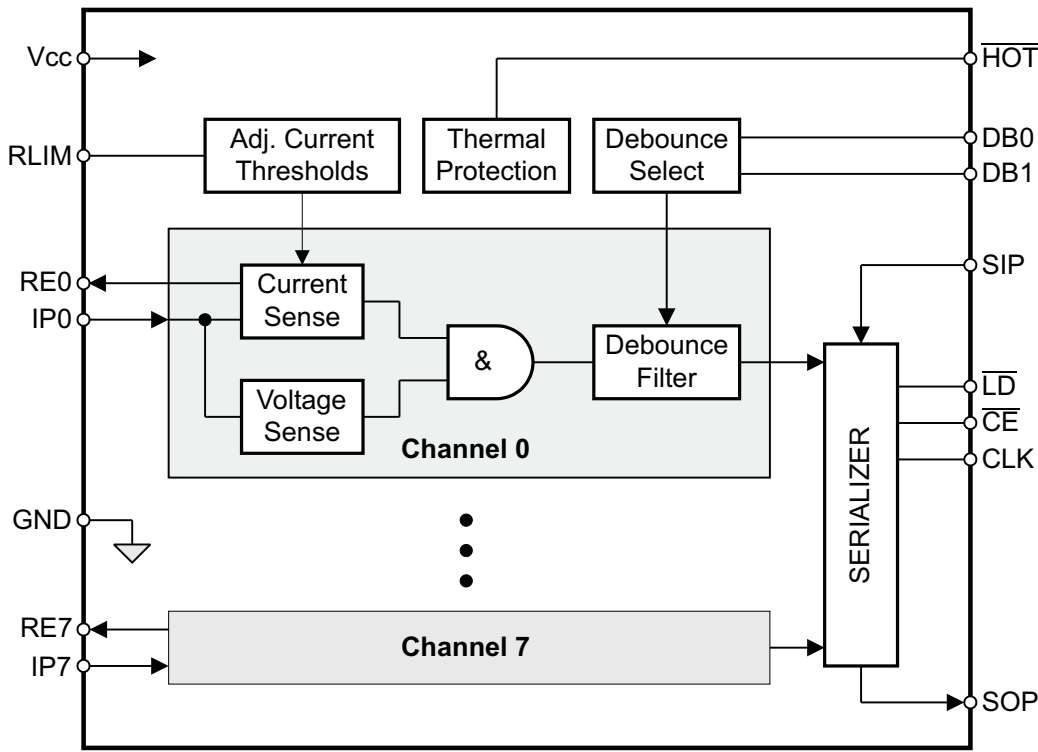 Vcc
HOT
RLIM
Adj. Current
Thresholds
Thermal
Protection
Debounce
Select
DB0
DB1
RE0
IP0
Current
Sense
Voltage
Sense
&
Debounce
Filter
Channel 0
SIP
LD
CE
CLK
SERIALIZER
GND
RE7
IP7
Channel 7
SOP